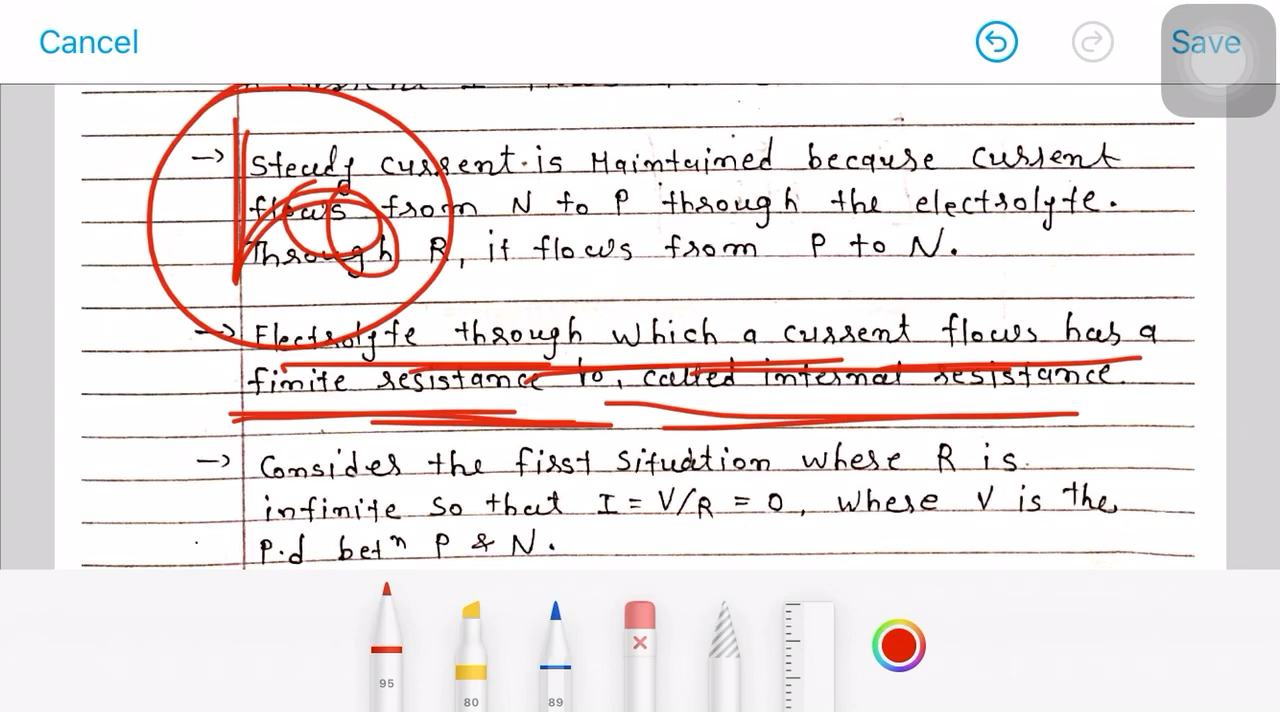 Cancel
Save
→ Steady current is Maintained because current
flows from N to P through the electrolyte.
Through R, it flows from P to N.
→ Electrolyte through which a current flows has a
finite resistance ro, called internal resistance.
→ Consider the first situation where R is
infinite so that I = V/R = 0, where V is the
P.d betⁿ P & N.
95
80
89